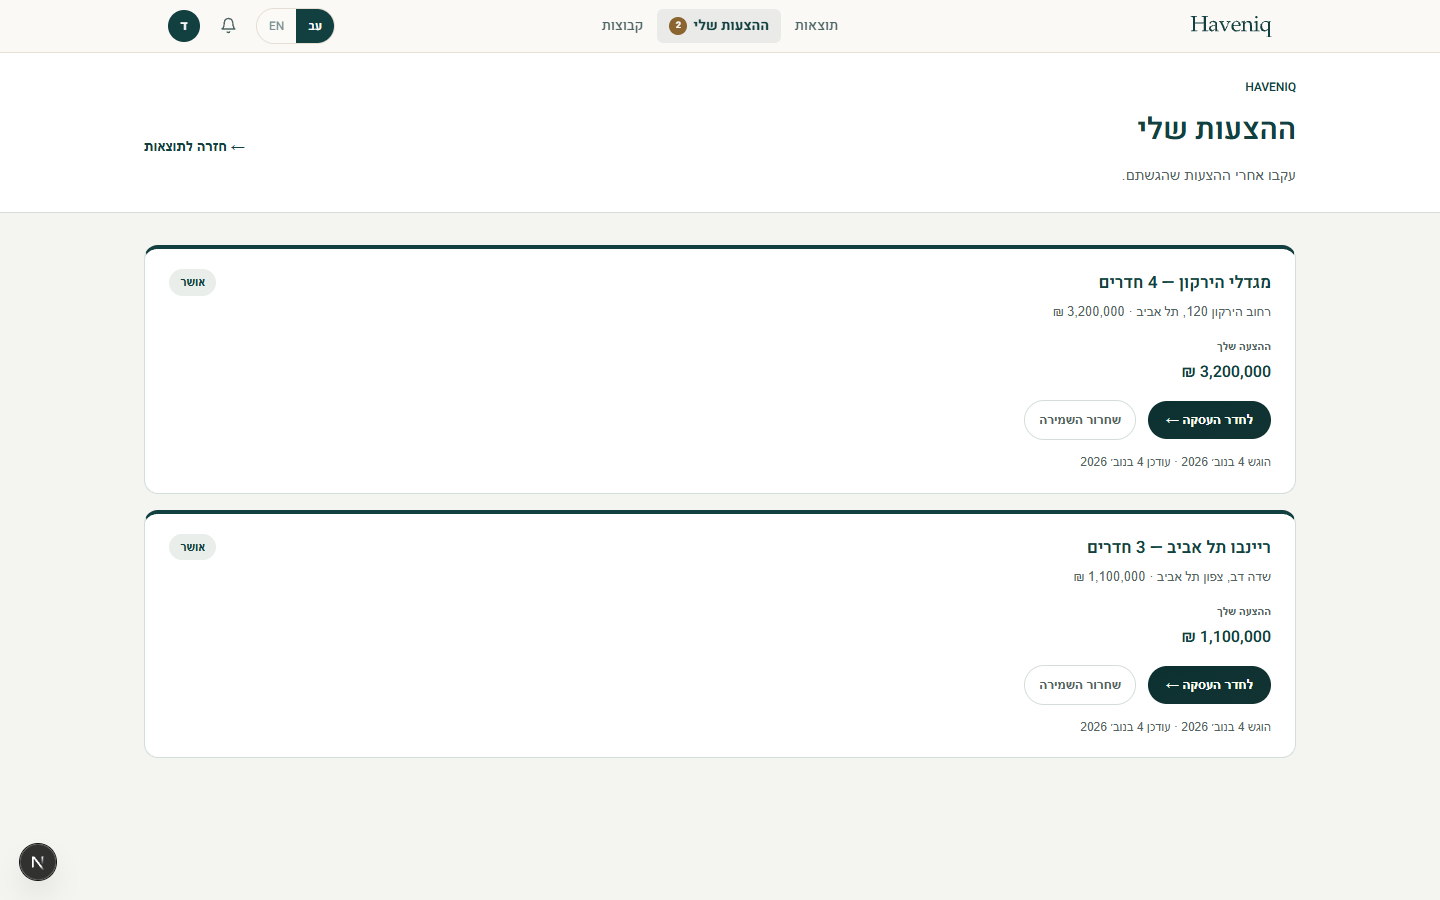 Haveniq
תוצאות
ההצעות שלי 2
קבוצות
עב EN
ד
HAVENIQ
ההצעות שלי
עקבו אחרי ההצעות שהגשתם.
← חזרה לתוצאות
מגדלי הירקון — 4 חדרים
אושר
רחוב הירקון 120, תל אביב · 3,200,000 ₪
ההצעה שלך
3,200,000 ₪
לחדר העסקה ←
שחרור השמירה
הוגש 4 בנוב׳ 2026 · עודכן 4 בנוב׳ 2026
ריינבו תל אביב — 3 חדרים
אושר
שדה דב, צפון תל אביב · 1,100,000 ₪
ההצעה שלך
1,100,000 ₪
לחדר העסקה ←
שחרור השמירה
הוגש 4 בנוב׳ 2026 · עודכן 4 בנוב׳ 2026
N